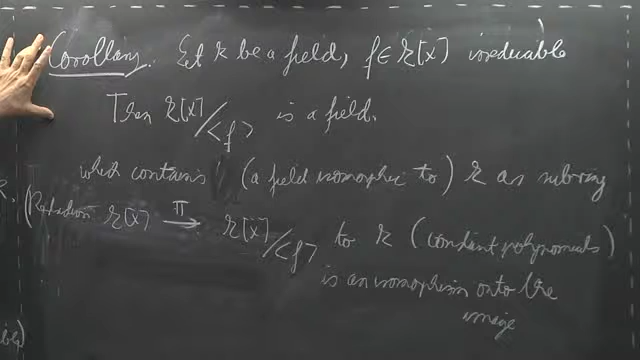 Corollary. Let k be a field, f ∈ k[x] irreducible
Then k[x]/<f> is a field.
which contains (a field isomorphic to) k as subring
R. (Restriction k[x] π→ k[x]/<f> to k (constant polynomials)
is an isomorphism onto the
image